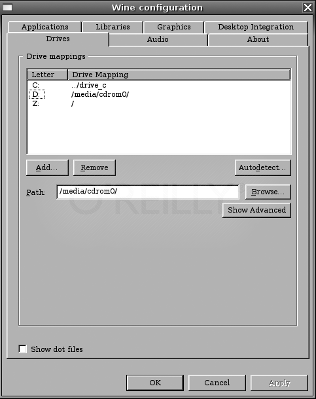 Wine configuration
Applications Libraries Graphics Desktop Integration
Drives Audio About
Drive mappings
Letter Drive Mapping
C: ../drive_c
D: /media/cdrom0/
Z: /
Add... Remove Autodetect...
Path: /media/cdrom0/ Browse...
Show Advanced
O'REILLY
Show dot files
OK Cancel Apply